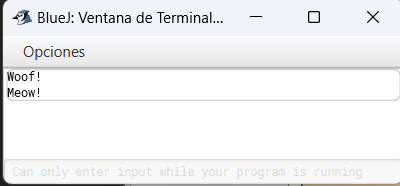 BlueJ: Ventana de Terminal...
Opciones
Woof!
Meow!
Can only enter input while your program is running